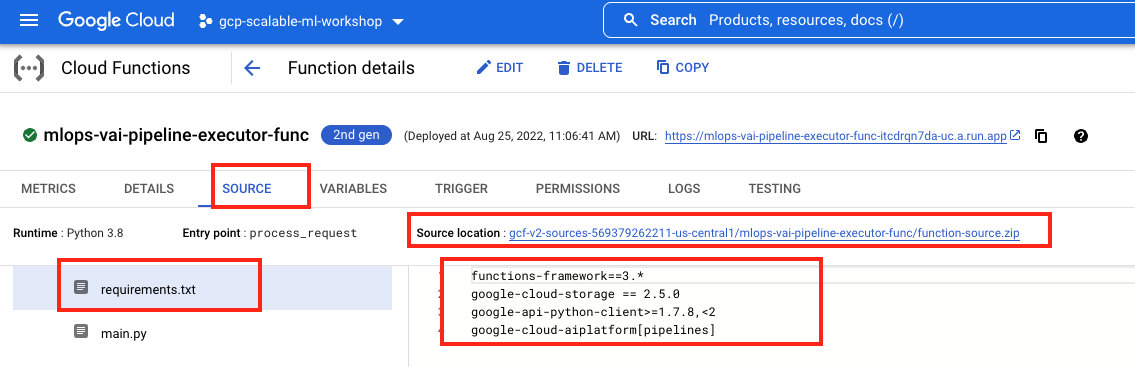 Google Cloud gcp-scalable-ml-workshop Search Products, resources, docs (/)
Cloud Functions Function details EDIT DELETE COPY
mlops-vai-pipeline-executor-func 2nd gen (Deployed at Aug 25, 2022, 11:06:41 AM) URL: https://mlops-vai-pipeline-executor-func-itcdrqn7da-uc.a.run.app
METRICS DETAILS SOURCE VARIABLES TRIGGER PERMISSIONS LOGS TESTING
Runtime : Python 3.8 Entry point : process_request Source location : gcf-v2-sources-569379262211-us-central1/mlops-vai-pipeline-executor-func/function-source.zip
requirements.txt
main.py
functions-framework==3.*
google-cloud-storage == 2.5.0
google-api-python-client>=1.7.8,<2
google-cloud-aiplatform[pipelines]